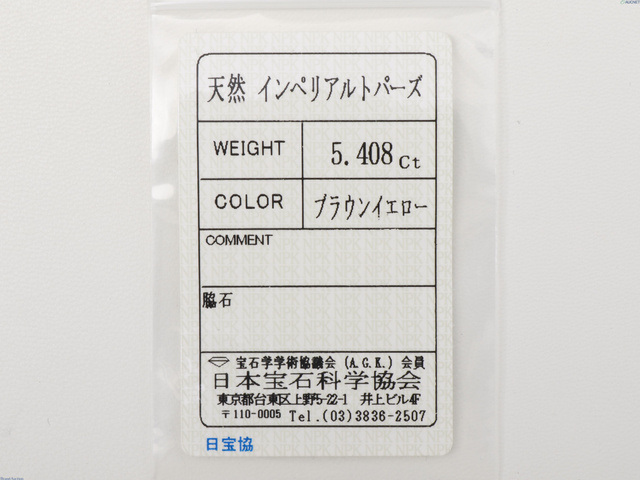 天然 インペリアルトパーズ
WEIGHT 5.408ct
COLOR ブラウンイエロー
COMMENT
脇石
宝石学学術協議会 (A.G.K.) 会員
日本宝石科学協会
東京都台東区上野5-22-1 井上ビル4F
〒110-0005 Tel.(03)3836-2507
日宝協